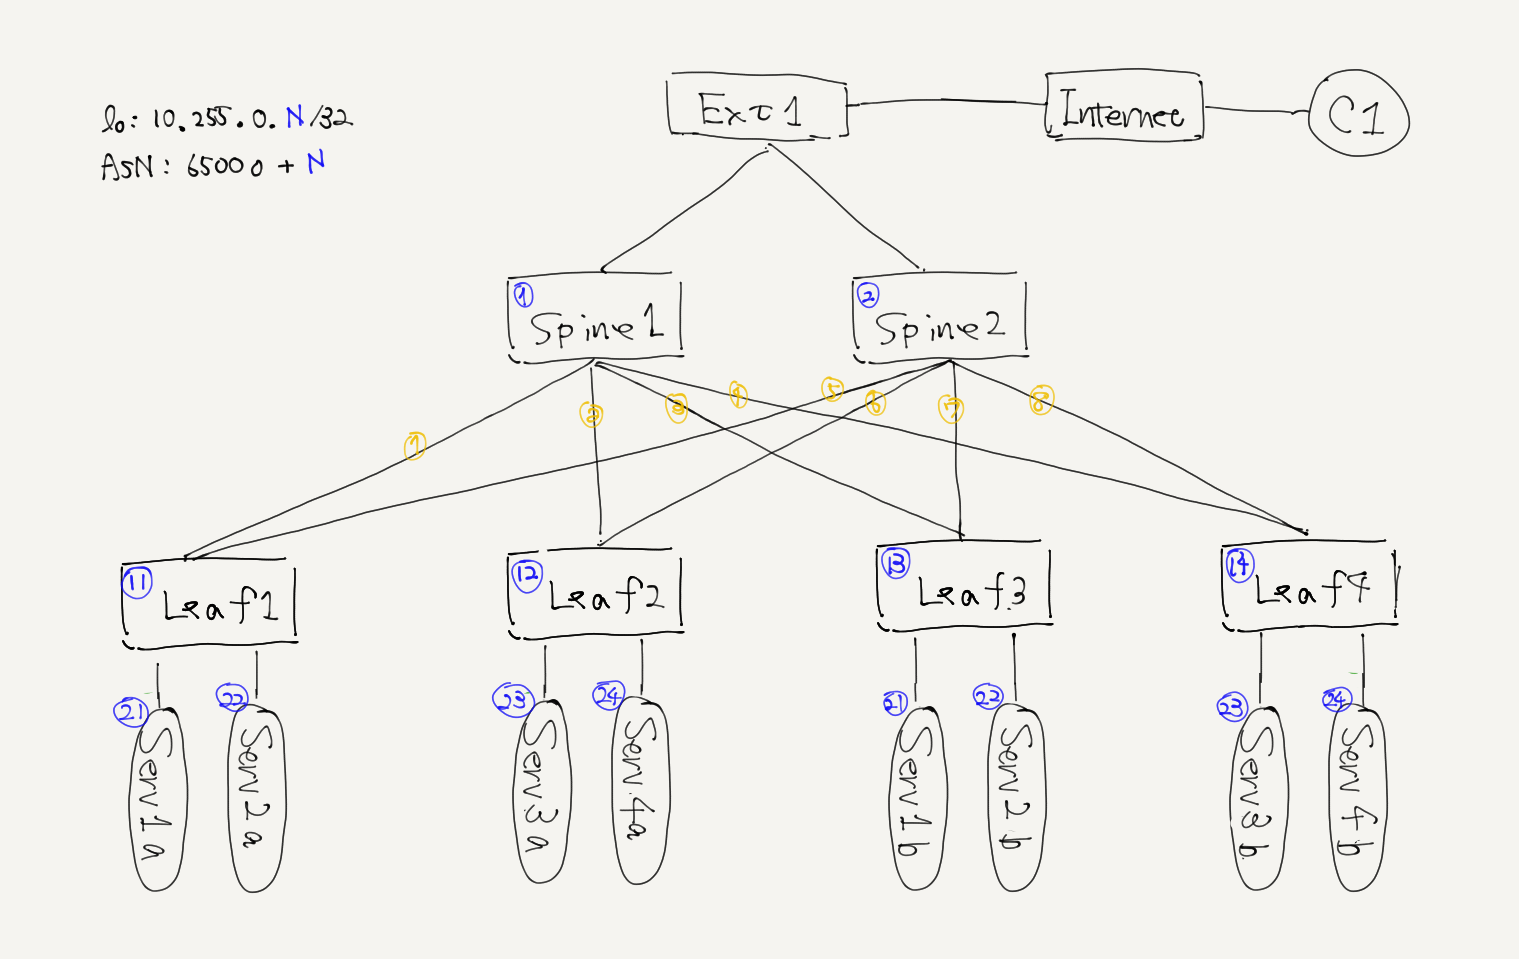 lo: 10.255.0.N/32
ASN: 65000 + N
Ext1
Internet
C1
1
Spine1
2
Spine2
1
2
3
4
5
6
7
8
11
Leaf1
12
Leaf2
13
Leaf3
14
Leaf4
21
Serv1a
22
Serv2a
23
Serv3a
24
Serv4a
21
Serv1b
22
Serv2b
23
Serv3b
24
Serv4b